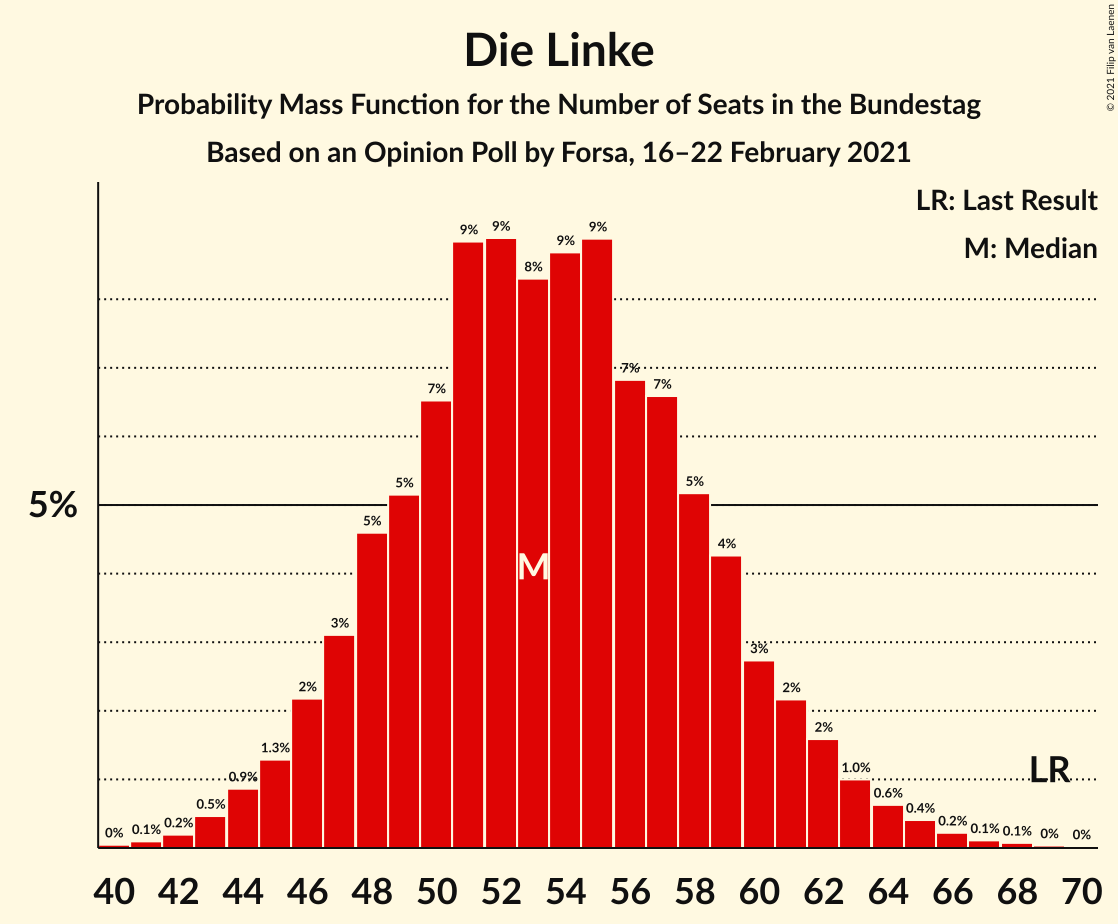 Die Linke
Probability Mass Function for the Number of Seats in the Bundestag
Based on an Opinion Poll by Forsa, 16–22 February 2021
© 2021 Filip van Laenen
LR: Last Result
M: Median
5%
0% 0.1% 0.2% 0.5% 0.9% 1.3% 2% 3% 5% 5% 7% 9% 9% 8% 9% 9% 7% 7% 5% 4% 3% 2% 2% 1.0% 0.6% 0.4% 0.2% 0.1% 0.1% 0% 0%
M
LR
40 42 44 46 48 50 52 54 56 58 60 62 64 66 68 70